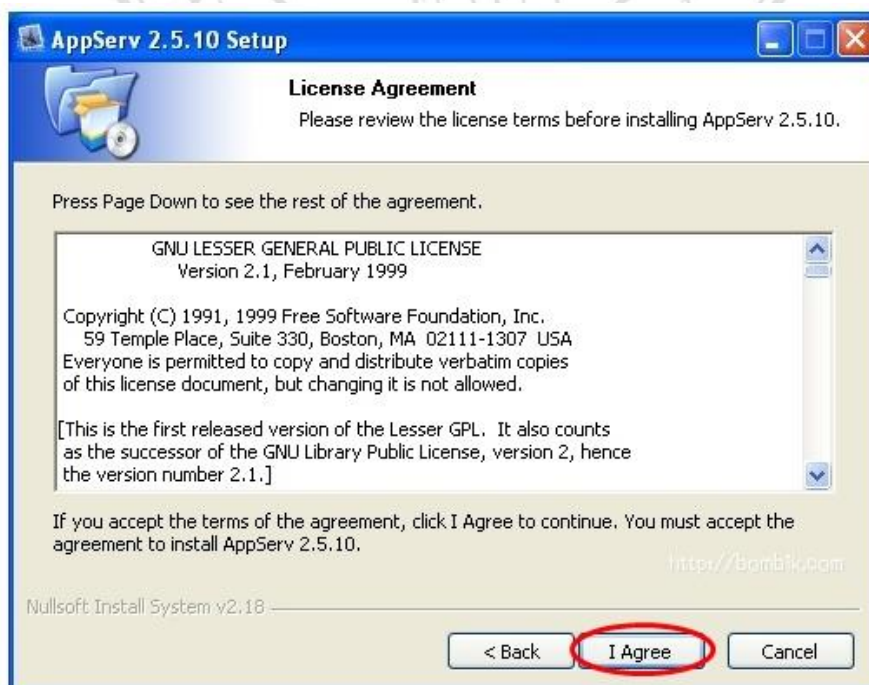 AppServ 2.5.10 Setup
License Agreement
Please review the license terms before installing AppServ 2.5.10.
Press Page Down to see the rest of the agreement.
GNU LESSER GENERAL PUBLIC LICENSE
Version 2.1, February 1999
Copyright (C) 1991, 1999 Free Software Foundation, Inc.
59 Temple Place, Suite 330, Boston, MA 02111-1307 USA
Everyone is permitted to copy and distribute verbatim copies
of this license document, but changing it is not allowed.
[This is the first released version of the Lesser GPL. It also counts
as the successor of the GNU Library Public License, version 2, hence
the version number 2.1.]
If you accept the terms of the agreement, click I Agree to continue. You must accept the
agreement to install AppServ 2.5.10.
http://bombik.com
Nullsoft Install System v2.18
< Back
I Agree
Cancel